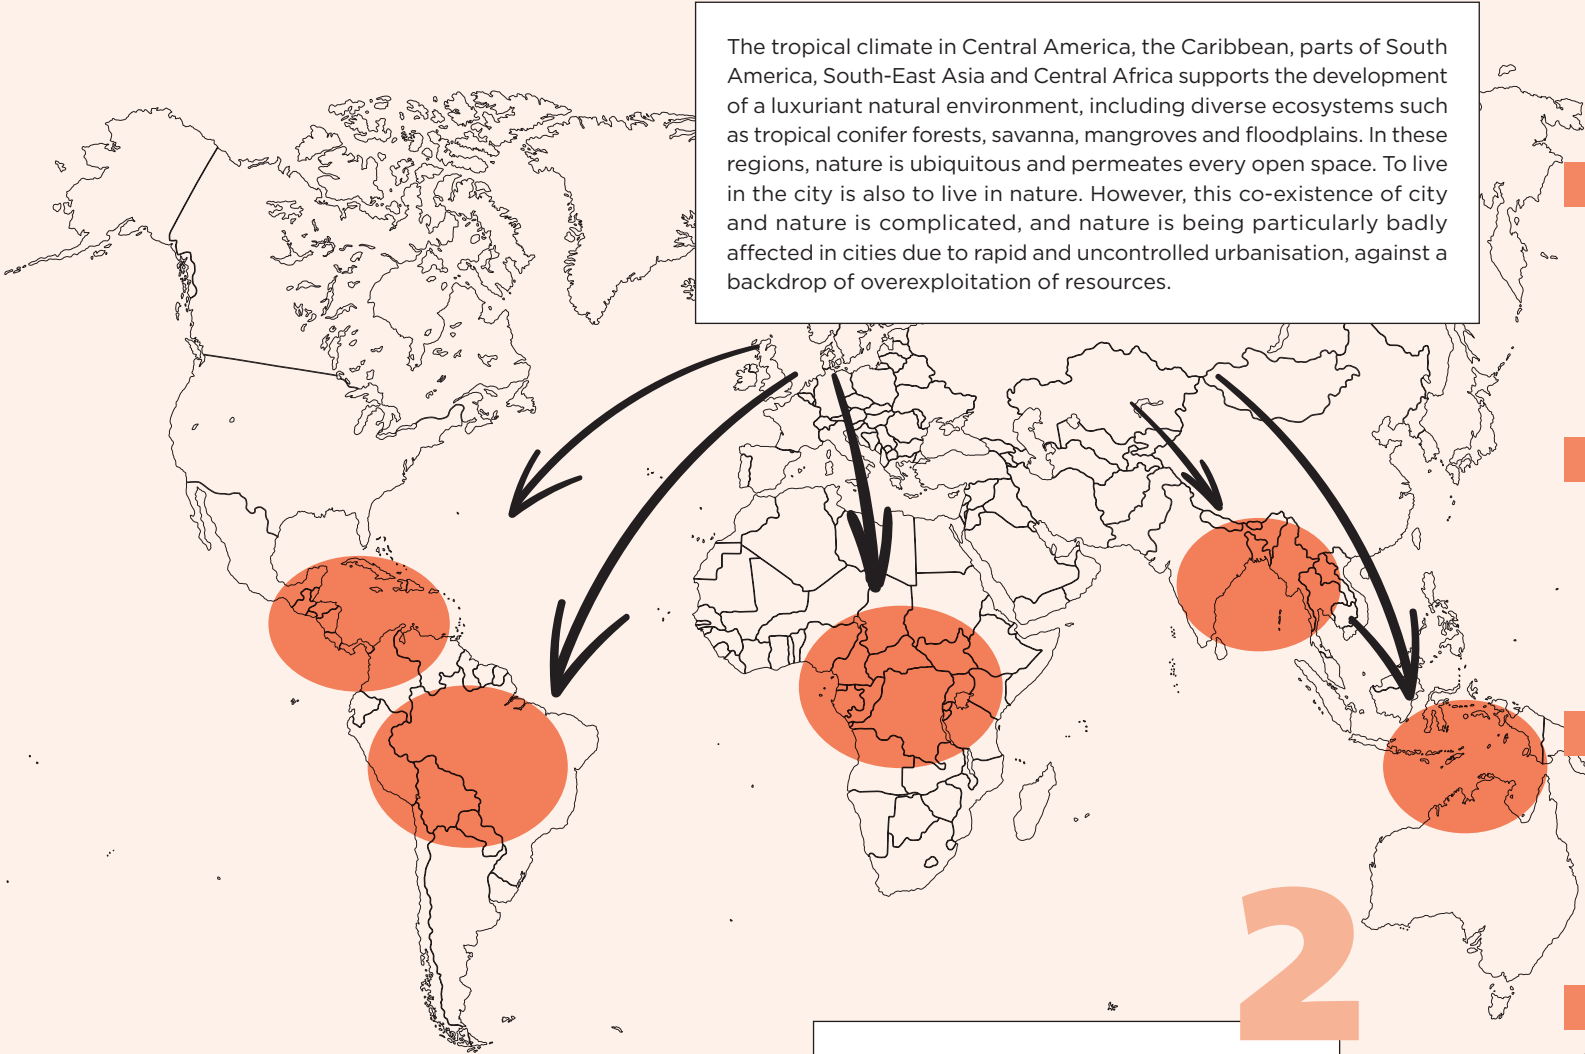 The tropical climate in Central America, the Caribbean, parts of South
America, South-East Asia and Central Africa supports the development
of a luxuriant natural environment, including diverse ecosystems such
as tropical conifer forests, savanna, mangroves and floodplains. In these
regions, nature is ubiquitous and permeates every open space. To live
in the city is also to live in nature. However, this co-existence of city
and nature is complicated, and nature is being particularly badly
affected in cities due to rapid and uncontrolled urbanisation, against a
backdrop of overexploitation of resources.
2